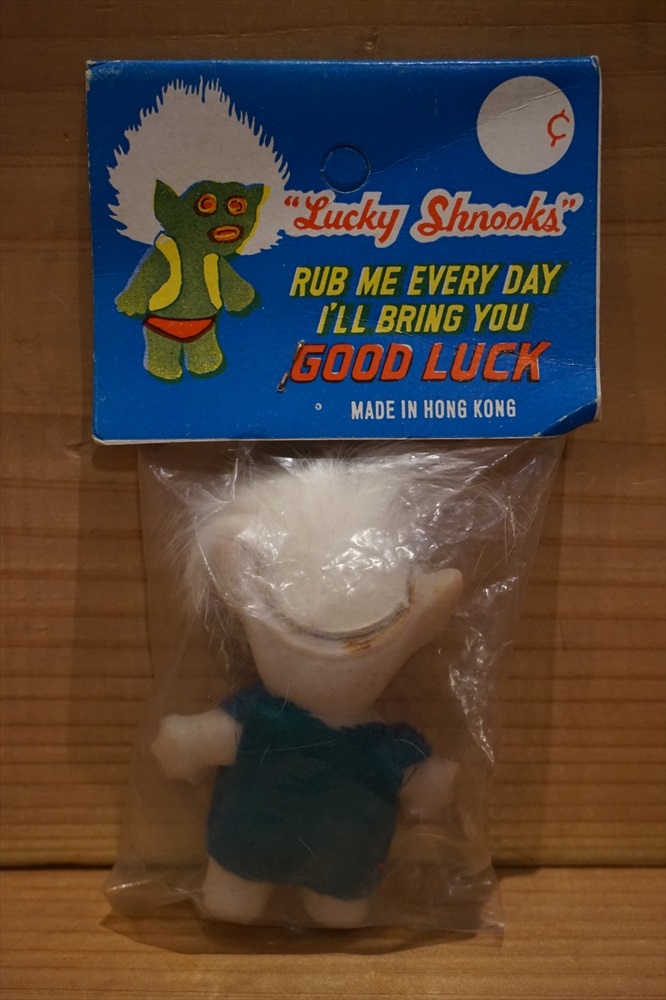 ¢
"Lucky Shnooks"
RUB ME EVERY DAY
I'LL BRING YOU
GOOD LUCK
MADE IN HONG KONG